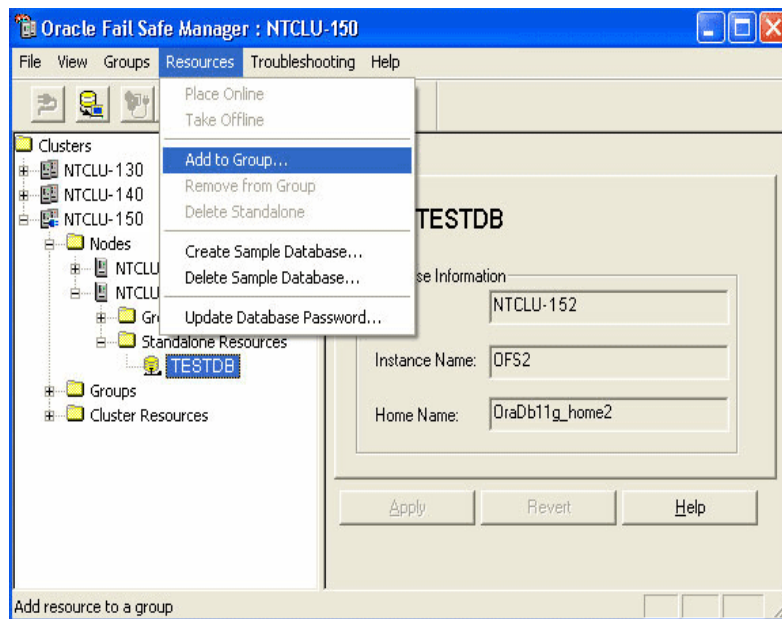 Oracle Fail Safe Manager : NTCLU-150
File View Groups Resources Troubleshooting Help
Place Online
Take Offline
Add to Group...
Remove from Group
Delete Standalone
Create Sample Database...
Delete Sample Database...
Update Database Password...
Clusters
NTCLU-130
NTCLU-140
NTCLU-150
Nodes
NTCLU
NTCLU
Gr
Standalone Resources
TESTDB
Groups
Cluster Resources
TESTDB
se Information
NTCLU-152
Instance Name: OFS2
Home Name: OraDb11g_home2
Apply Revert Help
Add resource to a group